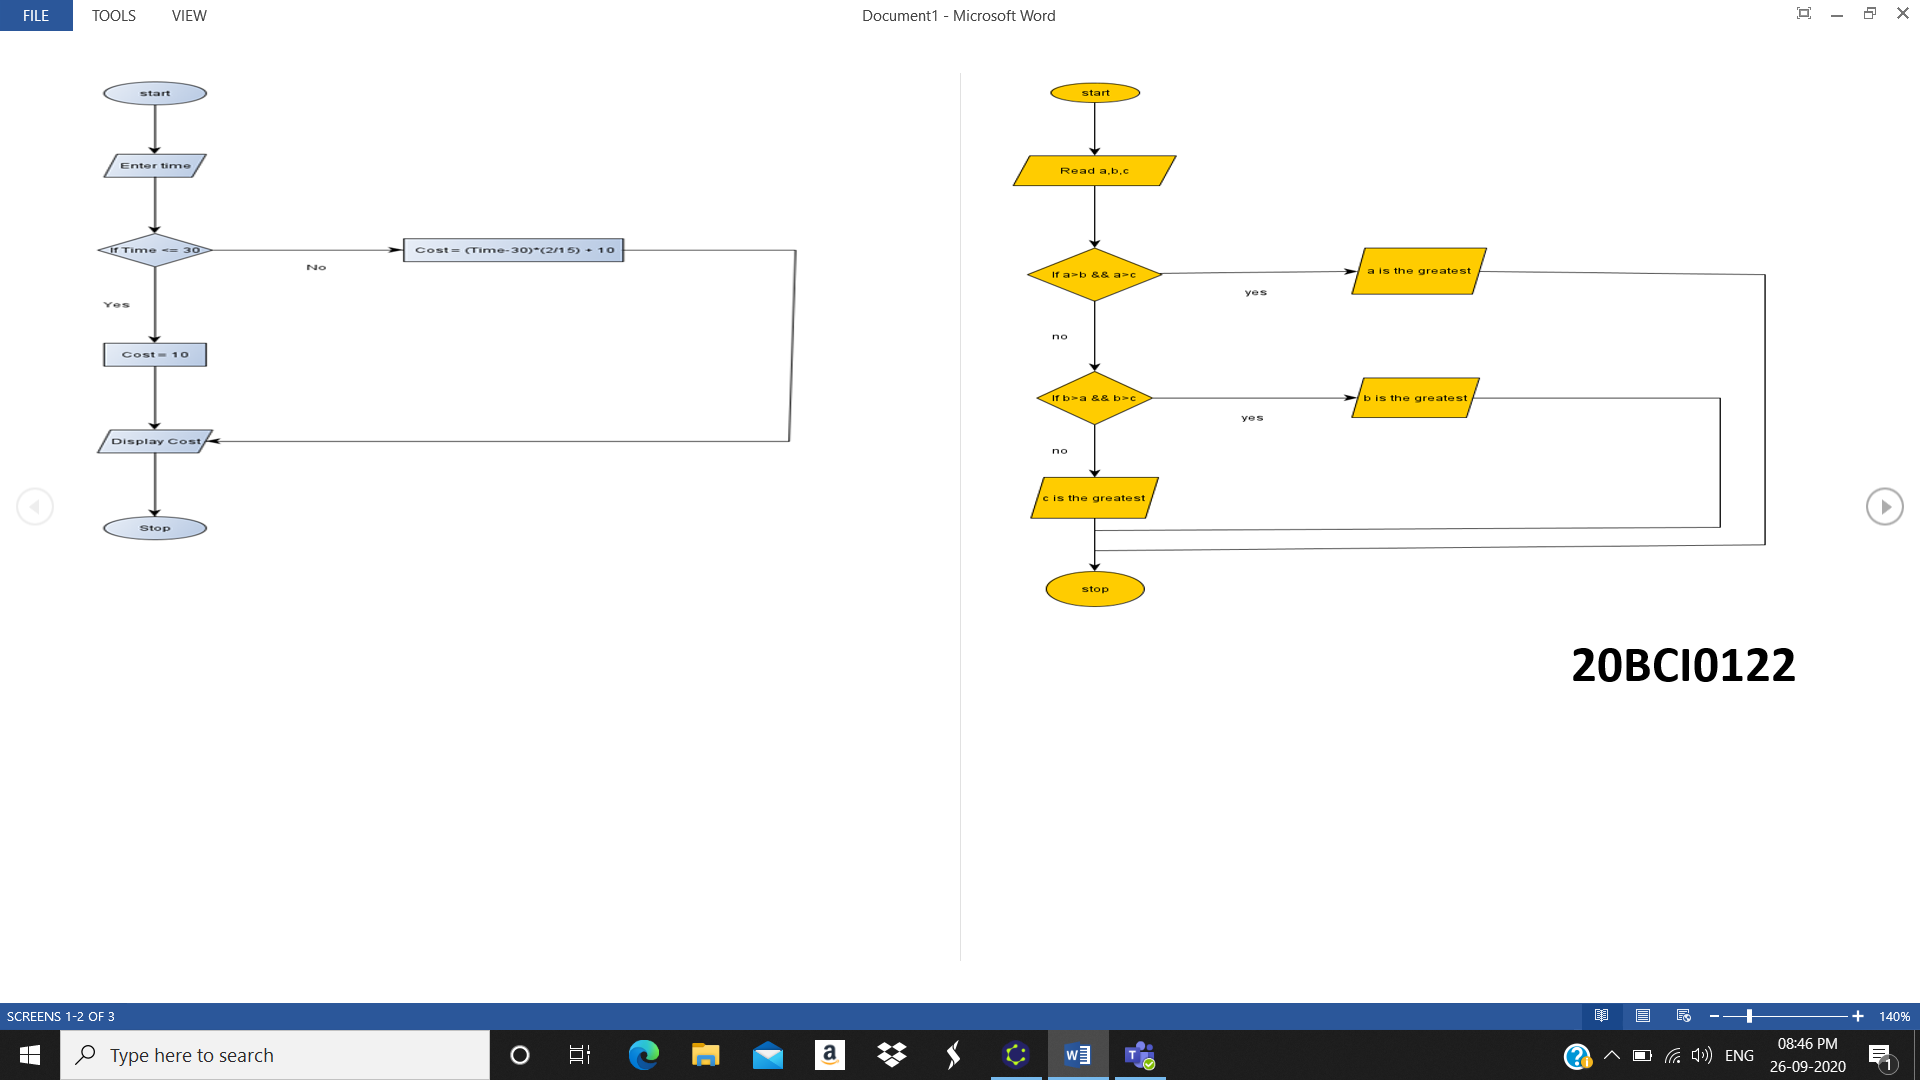 FILE TOOLS VIEW Document1 - Microsoft Word
start
Enter time
If Time <= 30
No
Cost = (Time-30)*(2/15) + 10
Yes
Cost = 10
Display Cost
Stop
start
Read a,b,c
If a>b && a>c
yes
a is the greatest
no
If b>a && b>c
yes
b is the greatest
no
c is the greatest
stop
20BCI0122
SCREENS 1-2 OF 3 140%
Type here to search
a
W
T
ENG
08:46 PM
26-09-2020
1